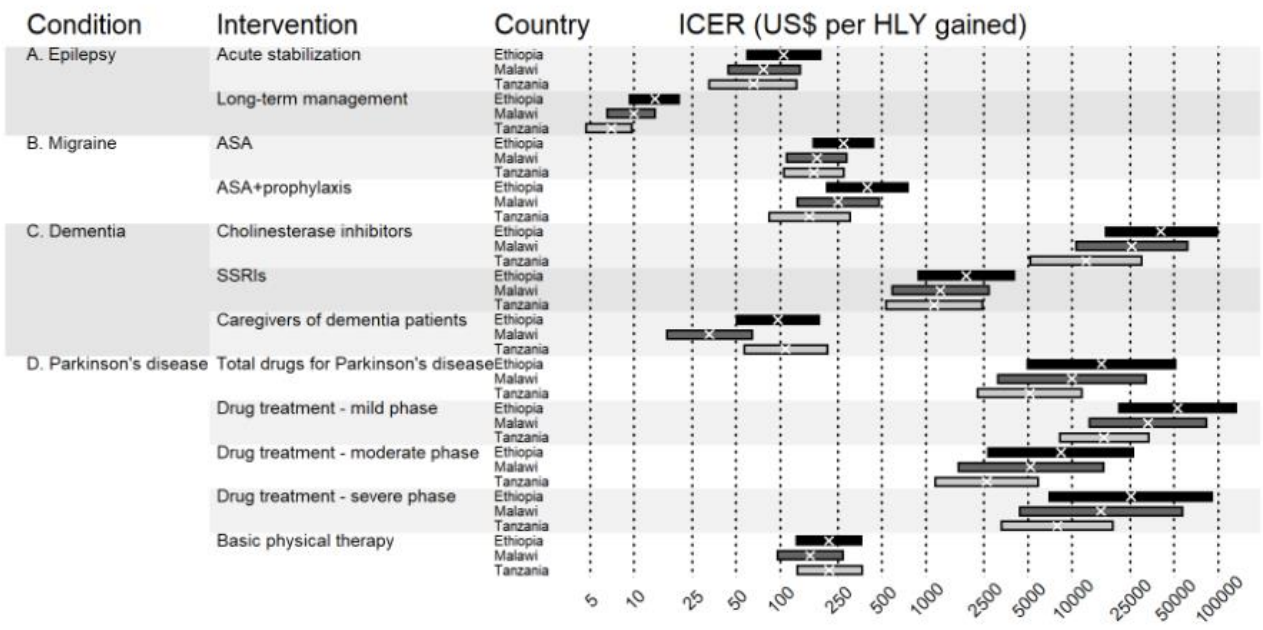 Condition Intervention Country ICER (US$ per HLY gained)
A. Epilepsy Acute stabilization Ethiopia
Malawi
Tanzania
Long-term management Ethiopia
Malawi
Tanzania
B. Migraine ASA Ethiopia
Malawi
Tanzania
ASA+prophylaxis Ethiopia
Malawi
Tanzania
C. Dementia Cholinesterase inhibitors Ethiopia
Malawi
Tanzania
SSRIs Ethiopia
Malawi
Tanzania
Caregivers of dementia patients Ethiopia
Malawi
Tanzania
D. Parkinson's disease Total drugs for Parkinson's disease Ethiopia
Malawi
Tanzania
Drug treatment - mild phase Ethiopia
Malawi
Tanzania
Drug treatment - moderate phase Ethiopia
Malawi
Tanzania
Drug treatment - severe phase Ethiopia
Malawi
Tanzania
Basic physical therapy Ethiopia
Malawi
Tanzania
5 10 25 50 100 250 500 1000 2500 5000 10000 25000 50000 100000